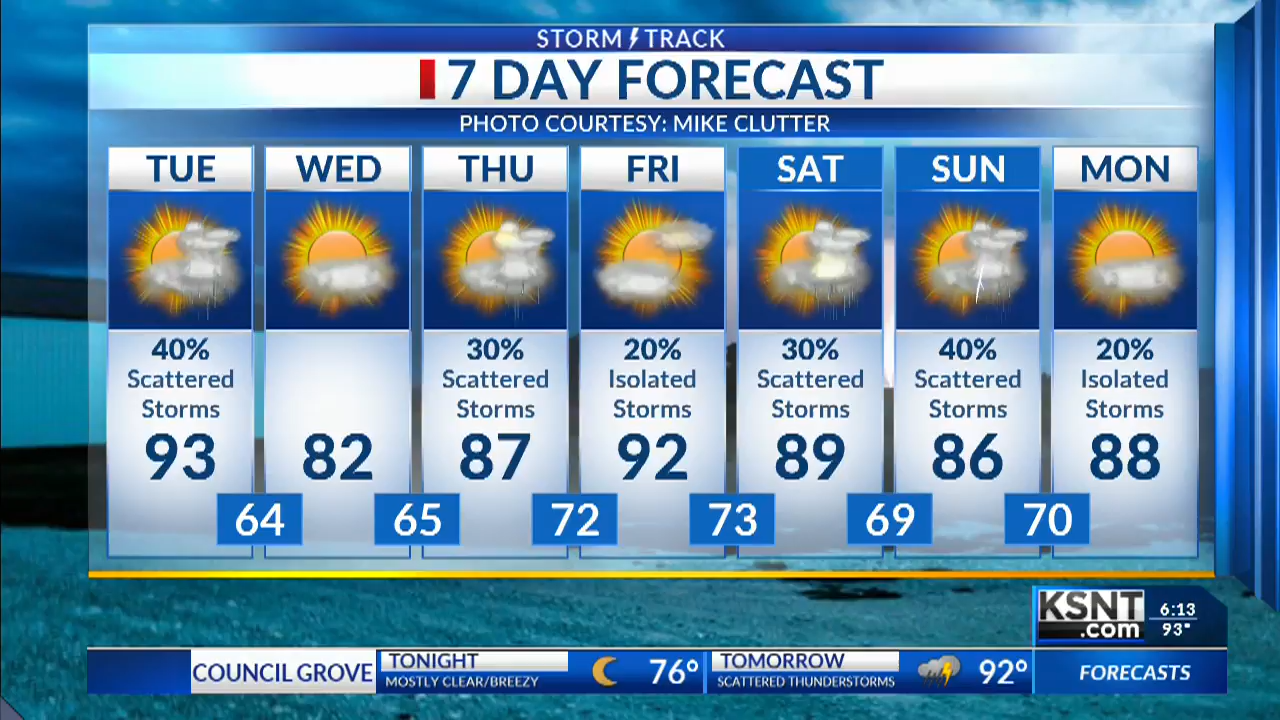 STORM TRACK
7 DAY FORECAST
PHOTO COURTESY: MIKE CLUTTER
TUE WED THU FRI SAT SUN MON
40% 30% 20% 30% 40% 20%
Scattered Scattered Isolated Scattered Scattered Isolated
Storms Storms Storms Storms Storms Storms
93 82 87 92 89 86 88
64 65 72 73 69 70
KSNT
.com
6:13
93°
COUNCIL GROVE
TONIGHT
MOSTLY CLEAR/BREEZY
76°
TOMORROW
SCATTERED THUNDERSTORMS
92°
FORECASTS